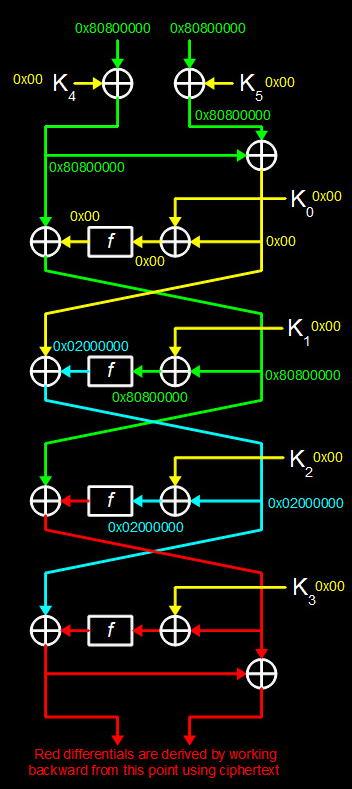 0x80800000 0x80800000
0x00 K4 K5 0x00
0x80800000
0x80800000
K0 0x00
0x00
f
0x00 0x00
K1 0x00
0x02000000
f
0x80800000 0x80800000
K2 0x00
f
0x02000000 0x02000000
K3 0x00
f
Red differentials are derived by working
backward from this point using ciphertext